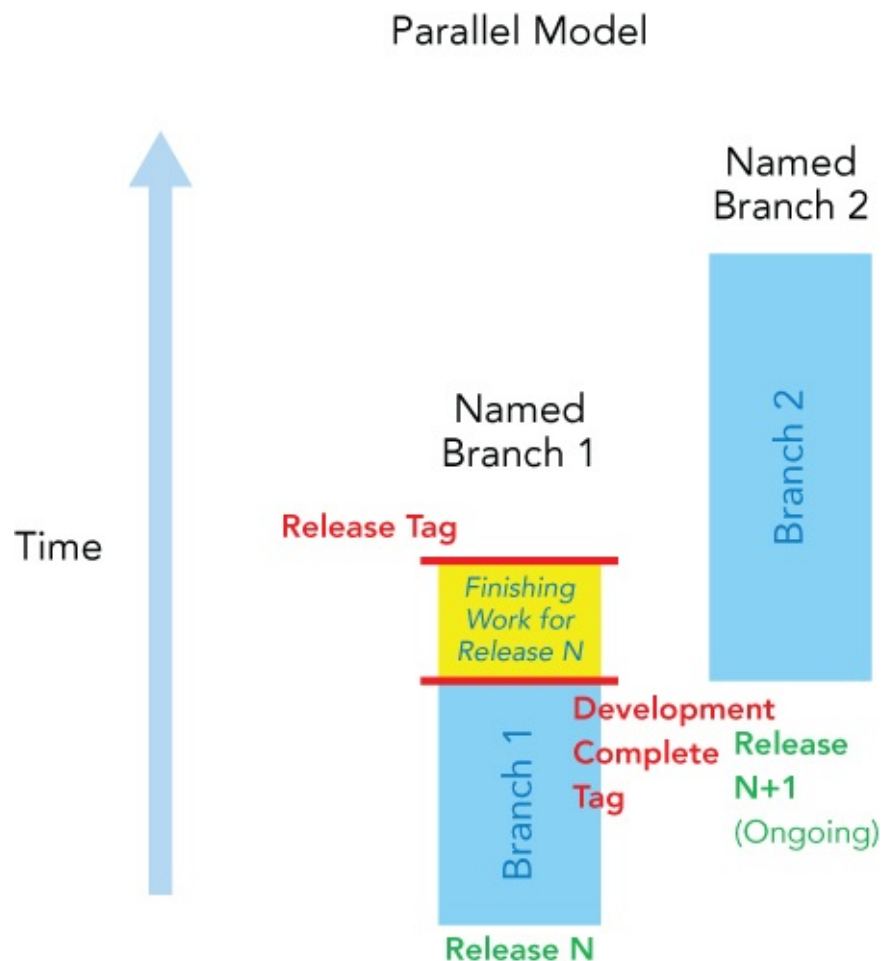 Parallel Model
Named
Branch 2
Branch 2
Named
Branch 1
Release Tag
Time
Finishing
Work for
Release N
Development
Complete
Tag
Release
N+1
(Ongoing)
Branch 1
Release N